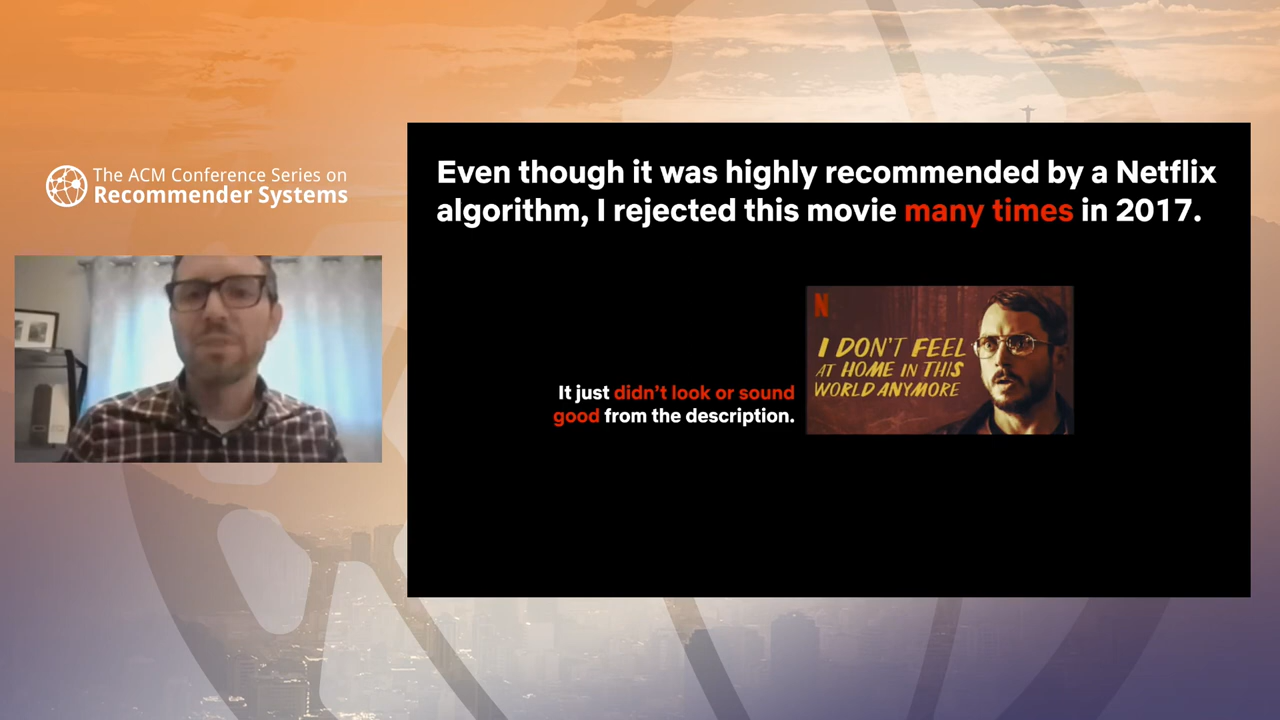 The ACM Conference Series on
Recommender Systems
Even though it was highly recommended by a Netflix
algorithm, I rejected this movie many times in 2017.
It just didn't look or sound
good from the description.
N
I DON'T FEEL
AT HOME IN THIS
WORLD ANYMORE